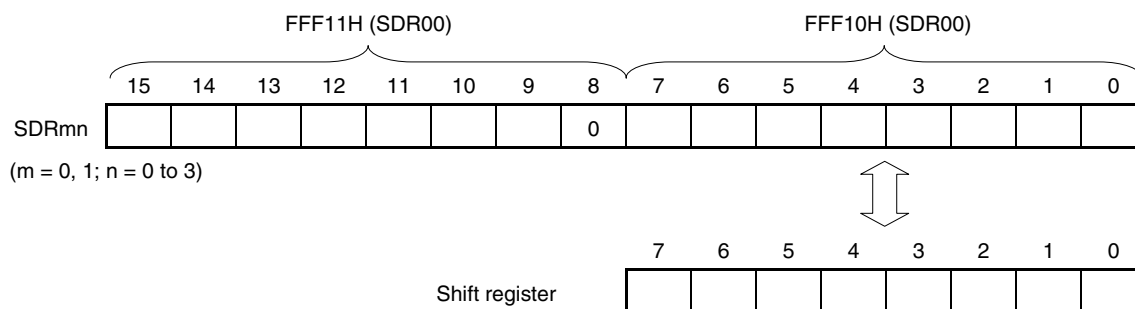 FFF11H (SDR00) FFF10H (SDR00)
15 14 13 12 11 10 9 8 7 6 5 4 3 2 1 0
SDRmn 0
(m = 0, 1; n = 0 to 3)
7 6 5 4 3 2 1 0
Shift register